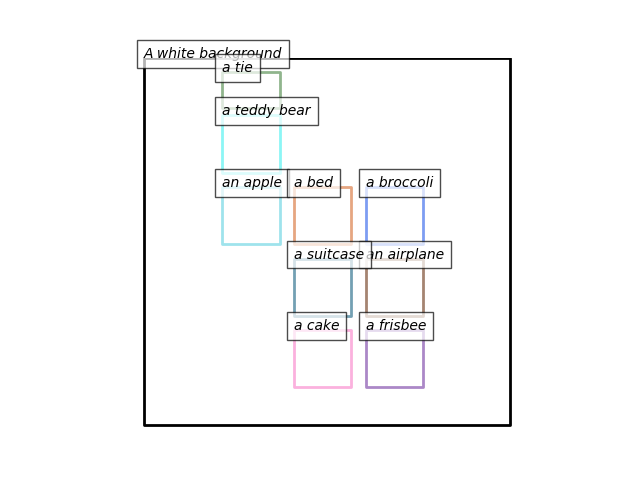 A white background
a tie
a teddy bear
an apple
a bed
a broccoli
a suitcase
an airplane
a cake
a frisbee